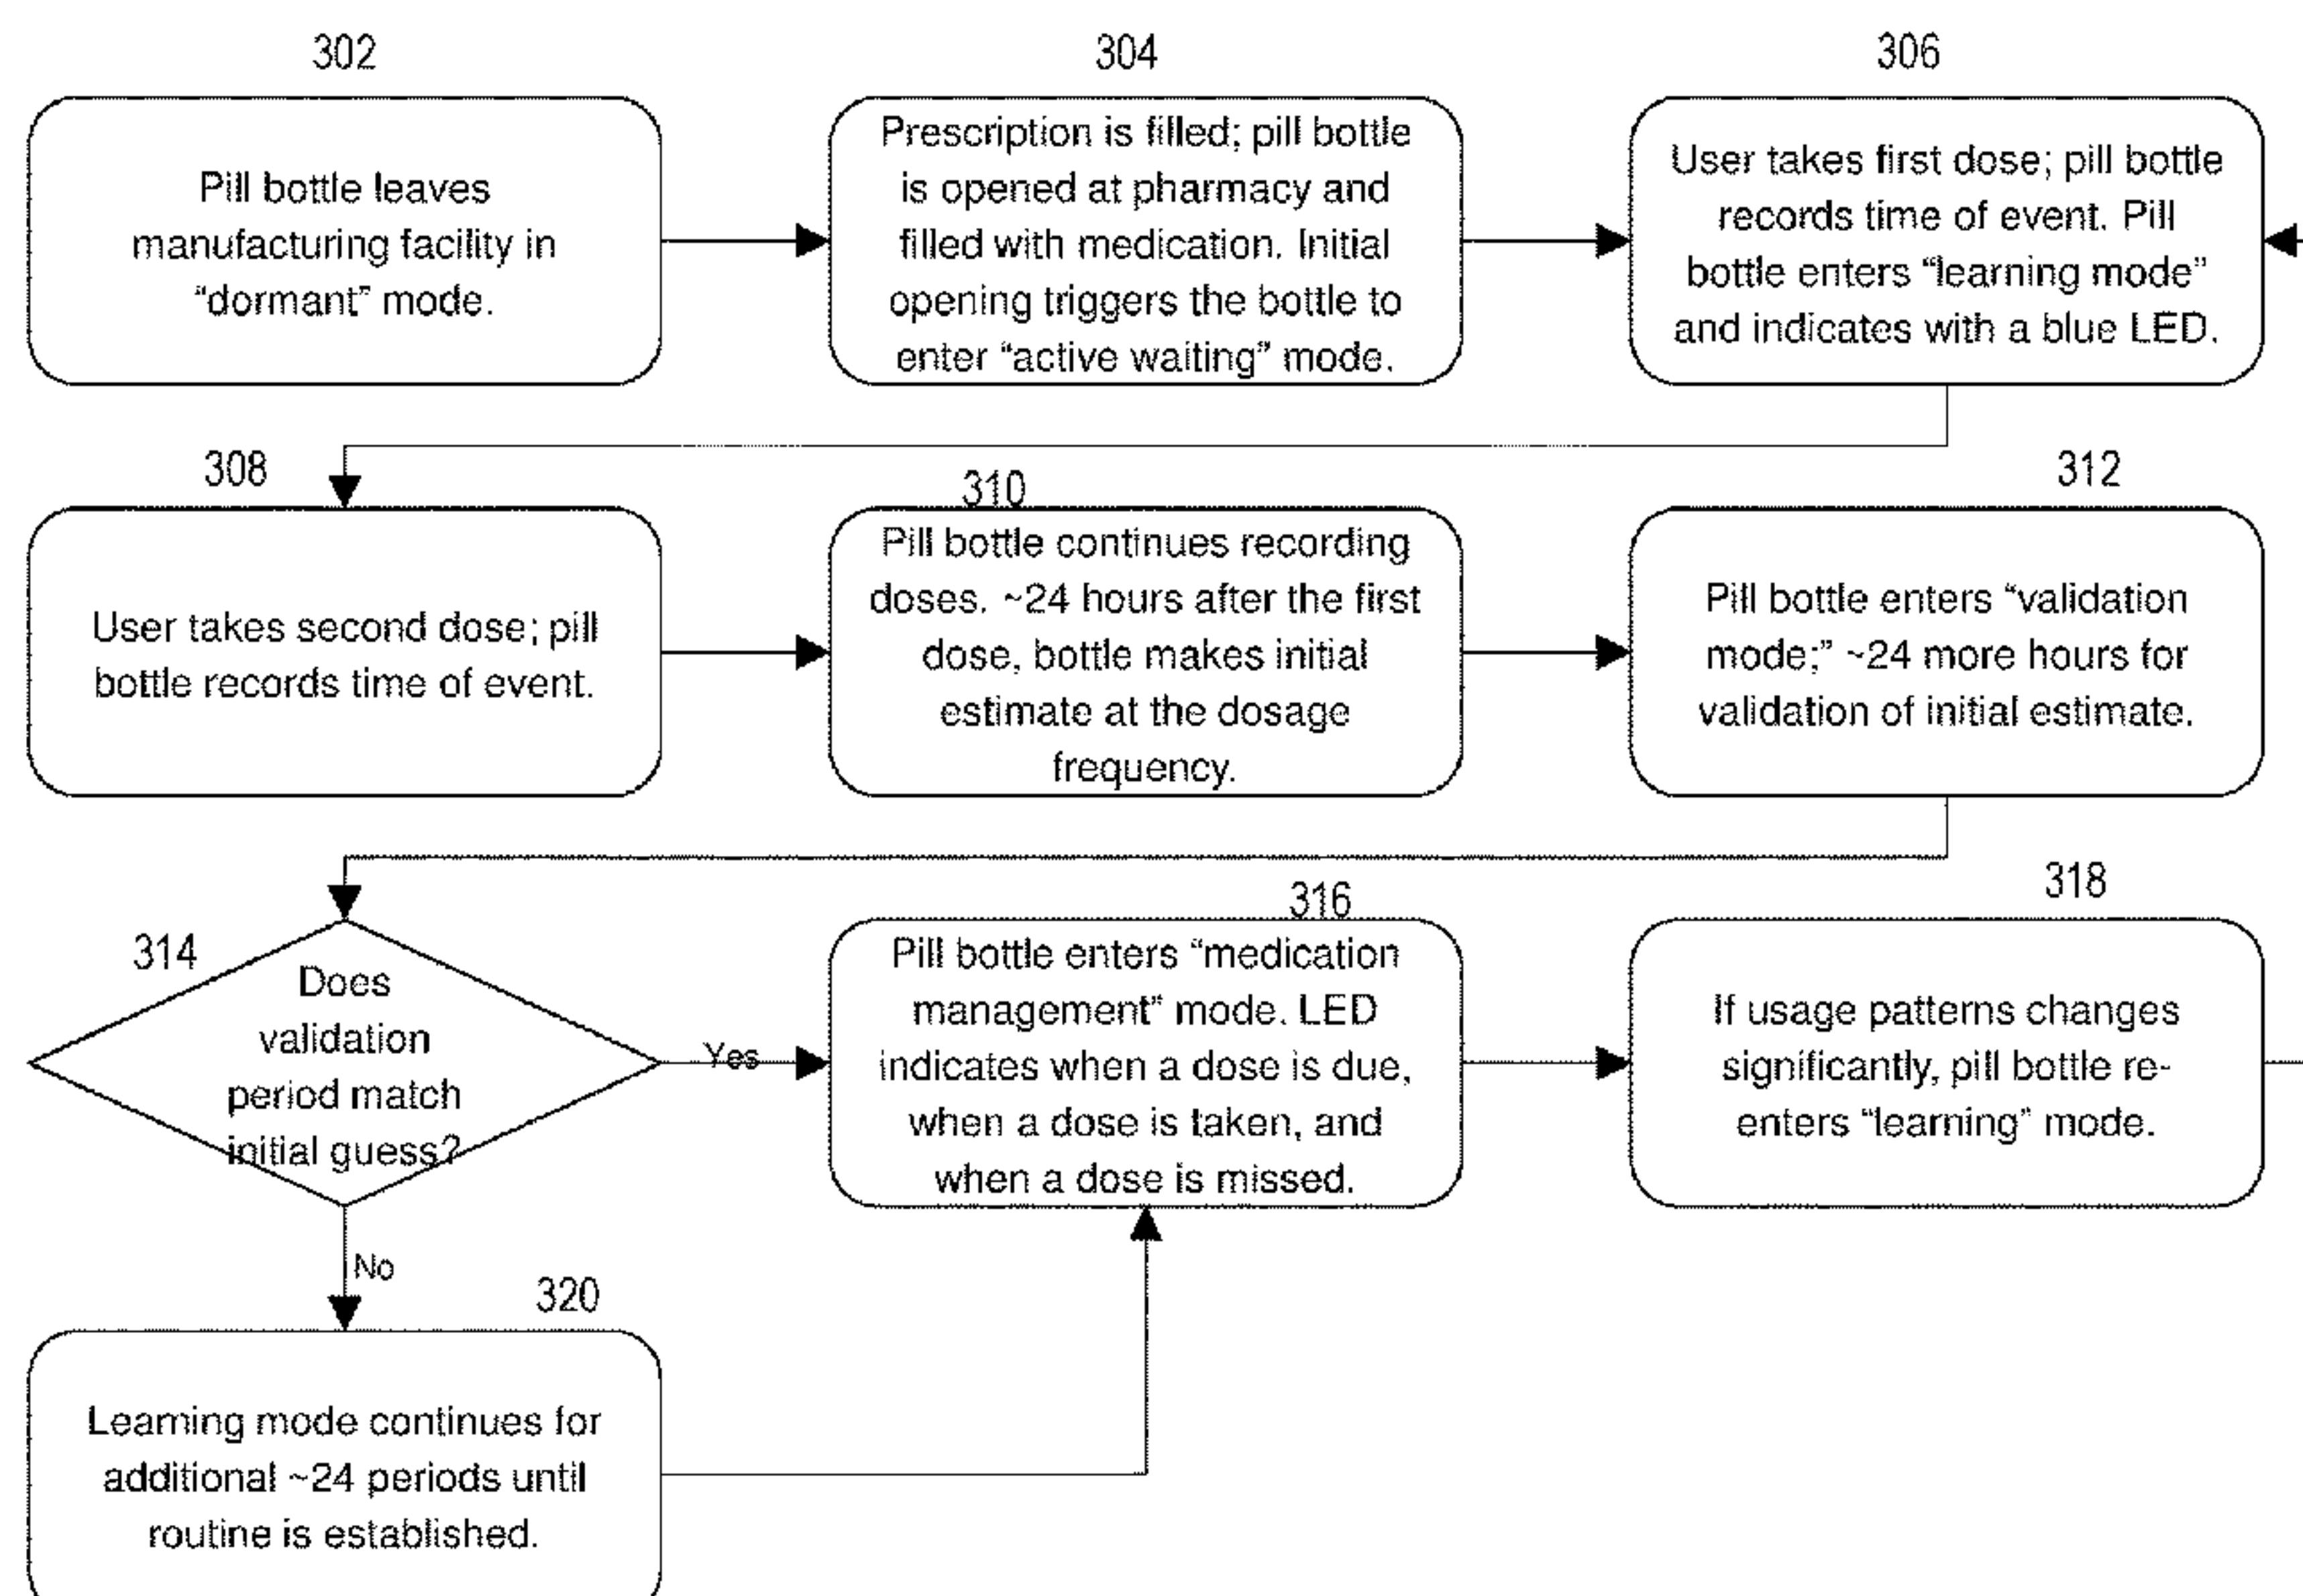 302
Pill bottle leaves
manufacturing facility in
“dormant” mode.
304
Prescription is filled; pill bottle
is opened at pharmacy and
filled with medication. Initial
opening triggers the bottle to
enter “active waiting” mode.
306
User takes first dose; pill bottle
records time of event. Pill
bottle enters “learning mode”
and indicates with a blue LED.
308
User takes second dose; pill
bottle records time of event.
310
Pill bottle continues recording
doses. ~24 hours after the first
dose, bottle makes initial
estimate at the dosage
frequency.
312
Pill bottle enters “validation
mode;” ~24 more hours for
validation of initial estimate.
314
Does
validation
period match
initial guess?
Yes
316
Pill bottle enters “medication
management” mode. LED
indicates when a dose is due,
when a dose is taken, and
when a dose is missed.
318
If usage patterns changes
significantly, pill bottle re-
enters “learning” mode.
No
320
Learning mode continues for
additional ~24 periods until
routine is established.